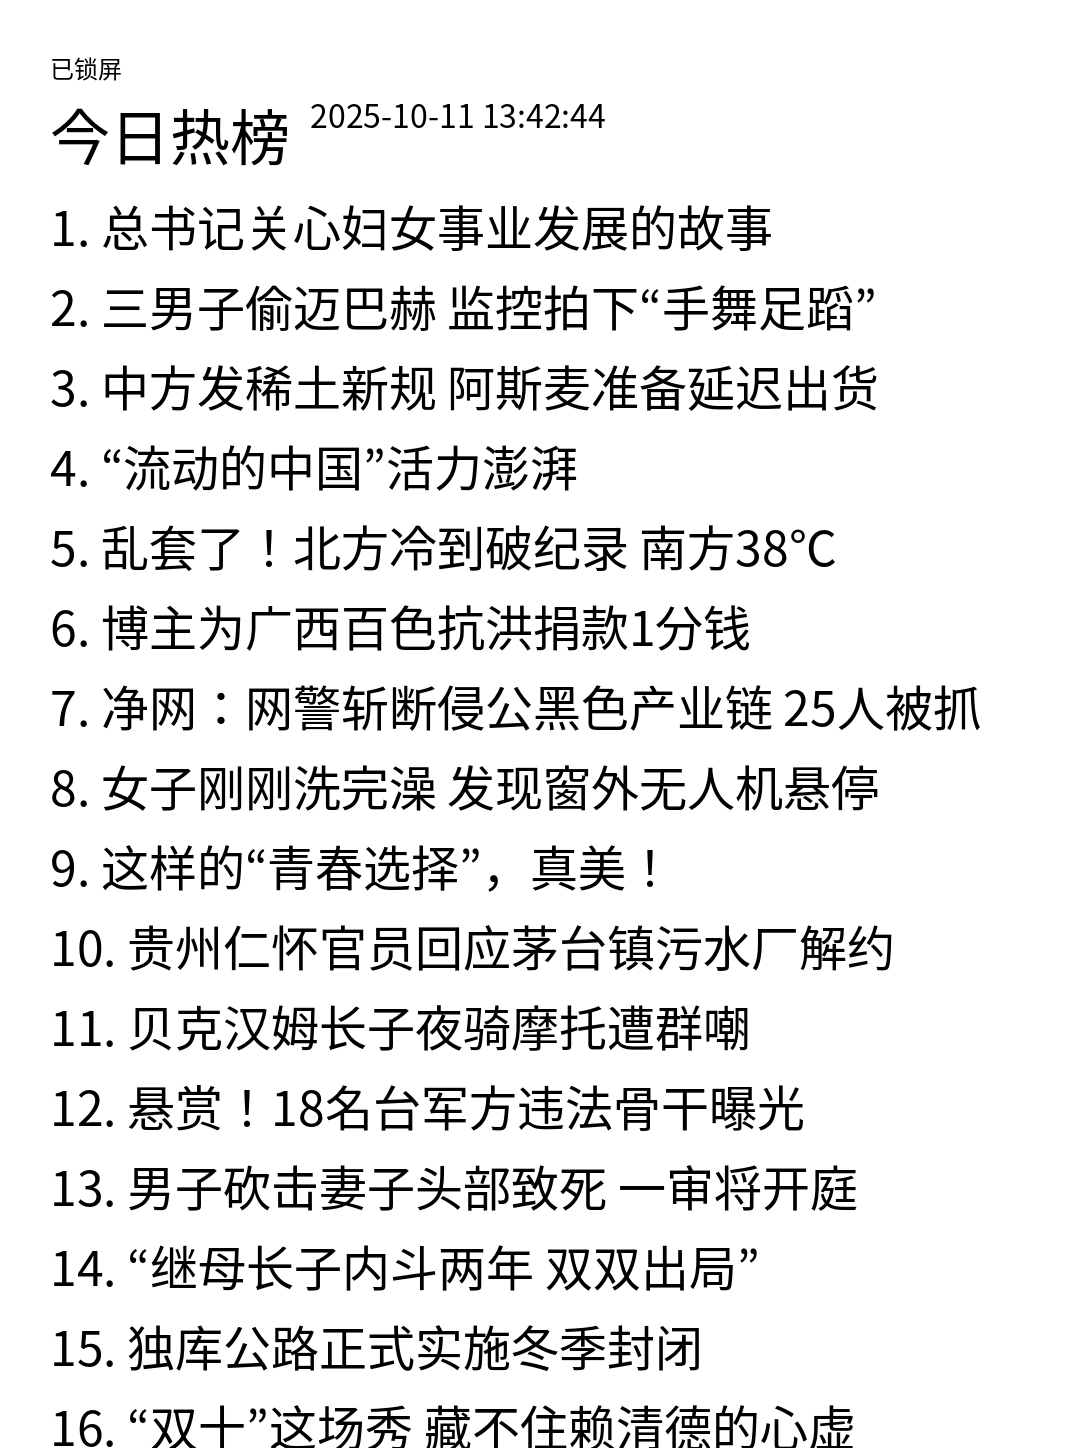 已锁屏
今日热榜 2025-10-11 13:42:44
1. 总书记关心妇女事业发展的故事
2. 三男子偷迈巴赫 监控拍下“手舞足蹈”
3. 中方发稀土新规 阿斯麦准备延迟出货
4. “流动的中国”活力澎湃
5. 乱套了！北方冷到破纪录 南方38℃
6. 博主为广西百色抗洪捐款1分钱
7. 净网：网警斩断侵公黑色产业链 25人被抓
8. 女子刚刚洗完澡 发现窗外无人机悬停
9. 这样的“青春选择”，真美！
10. 贵州仁怀官员回应茅台镇污水厂解约
11. 贝克汉姆长子夜骑摩托遭群嘲
12. 悬赏！18名台军方违法骨干曝光
13. 男子砍击妻子头部致死 一审将开庭
14. “继母长子内斗两年 双双出局”
15. 独库公路正式实施冬季封闭
16. “双十”这场秀 藏不住赖清德的心虚